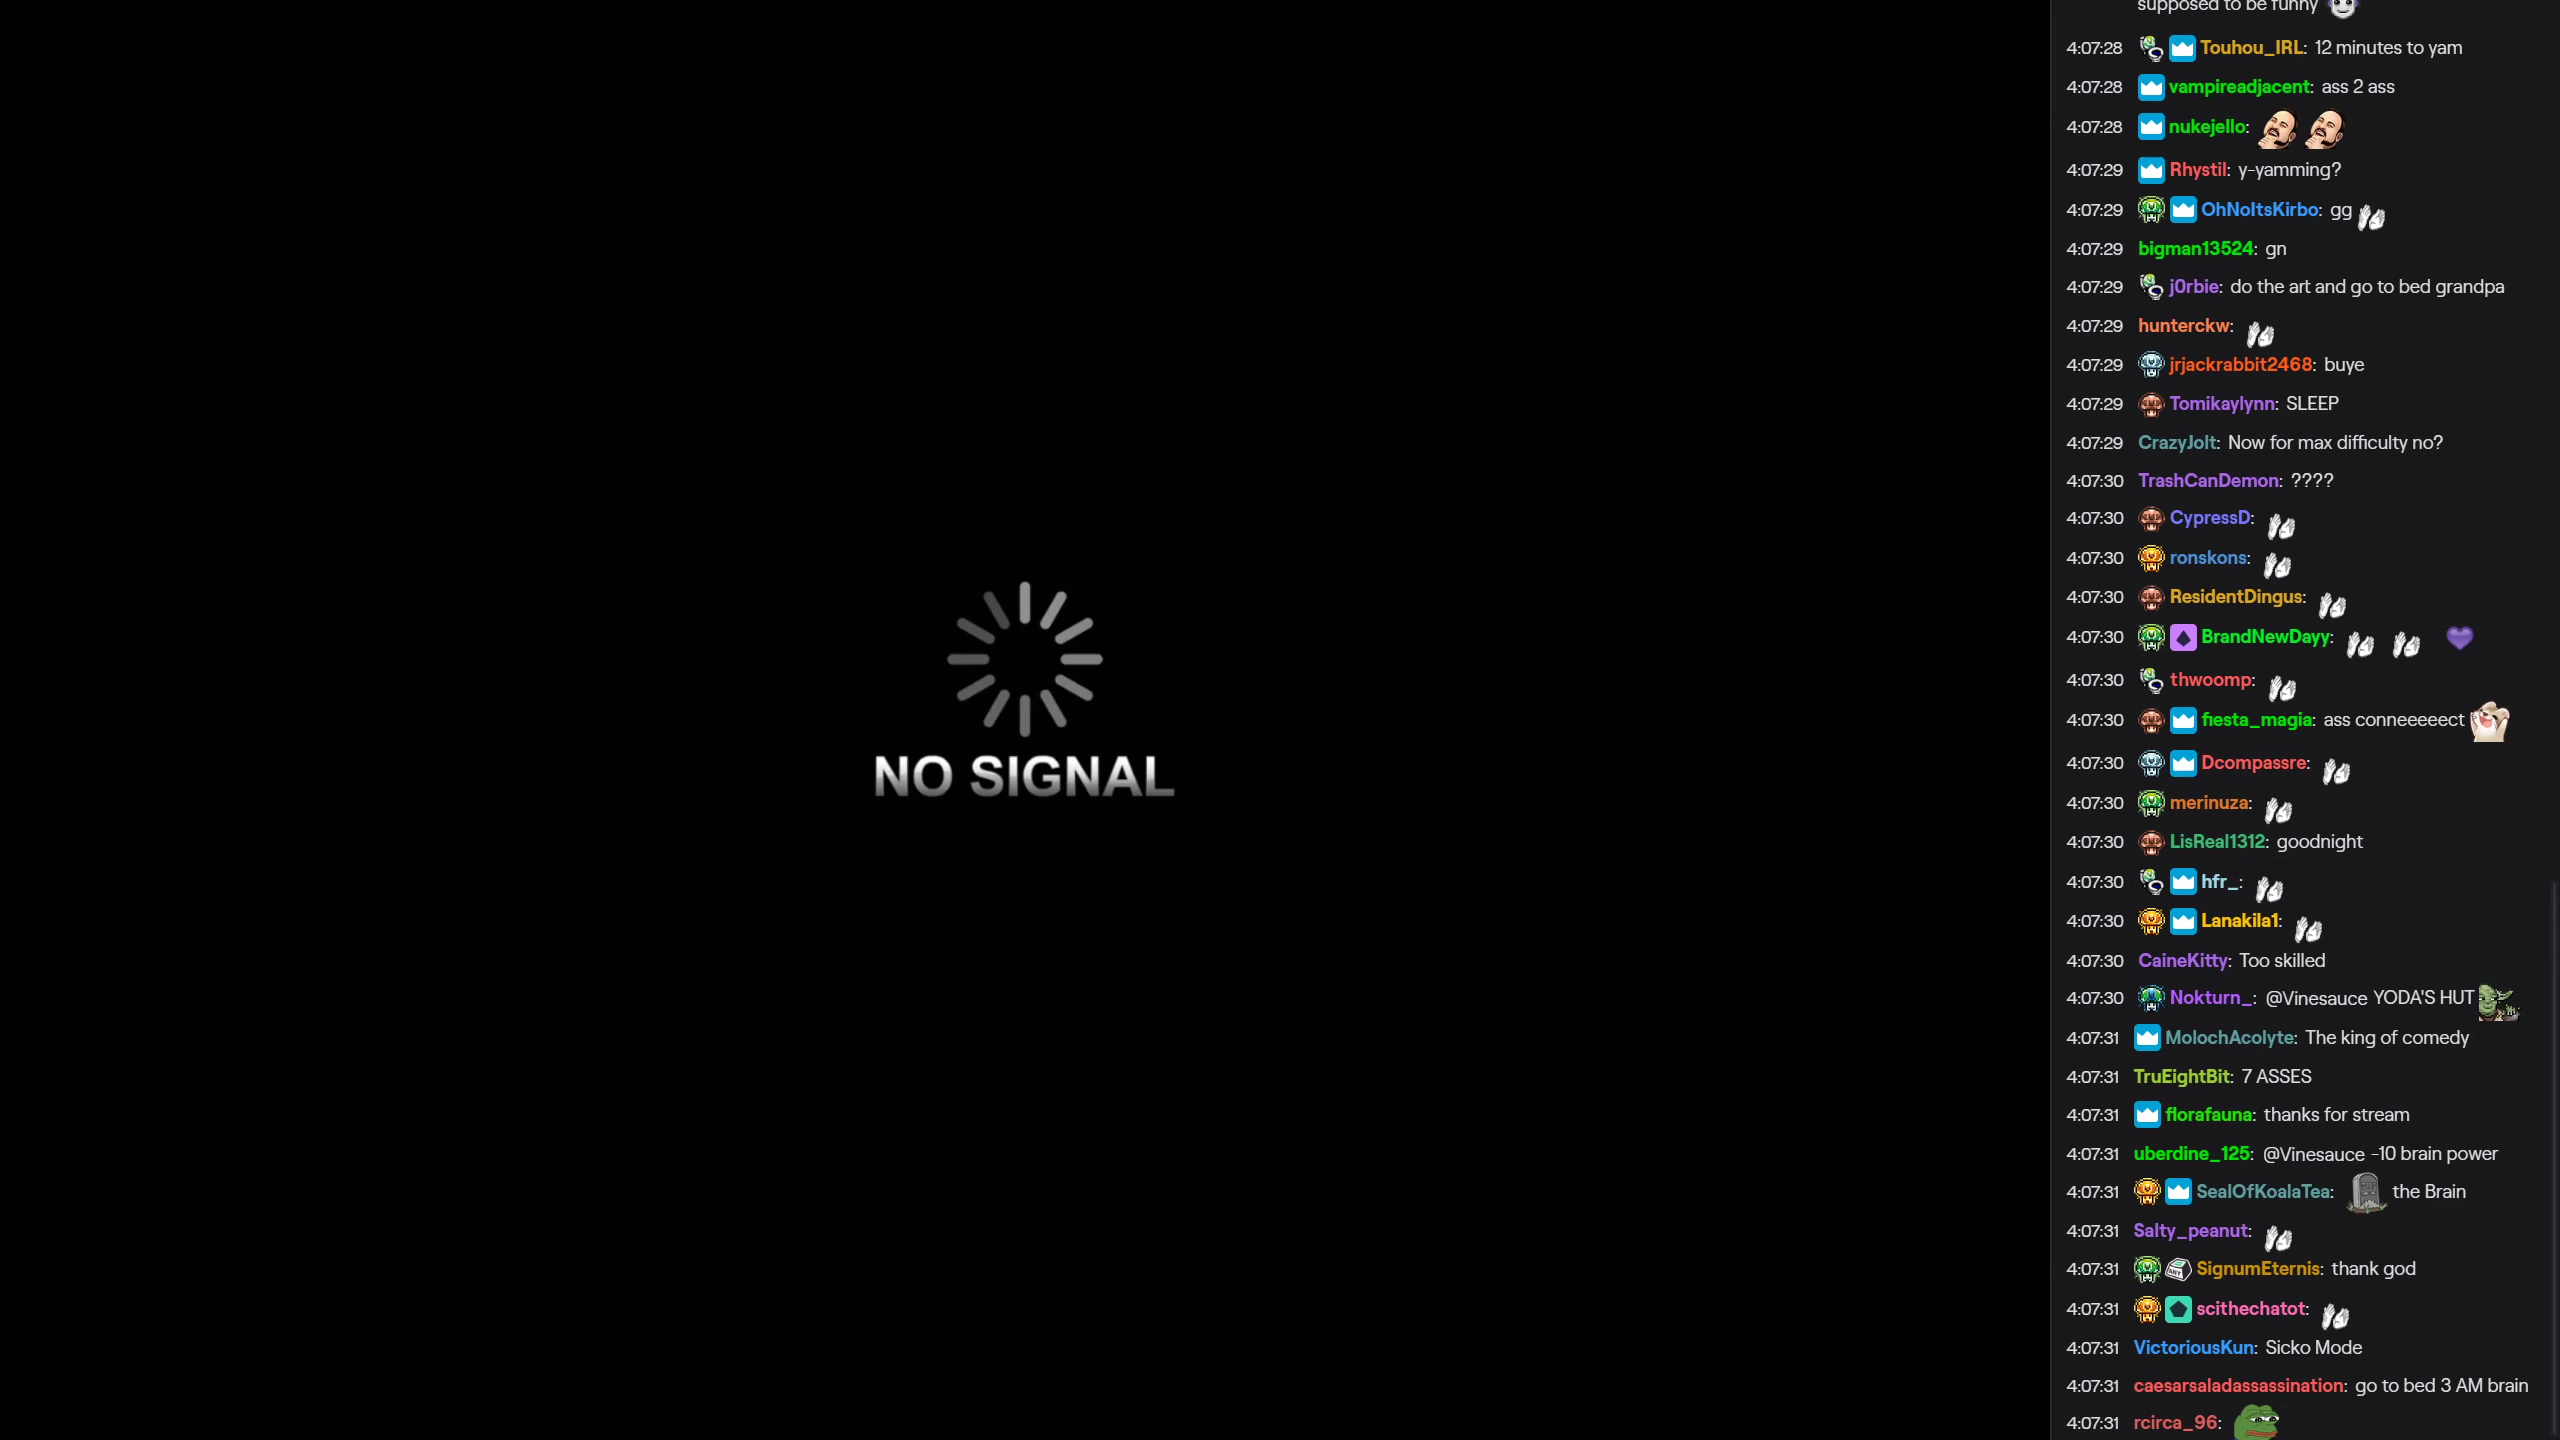 supposed to be funny
4:07:28 Touhou_IRL: 12 minutes to yam
4:07:28 vampireadjacent: ass 2 ass
4:07:28 nukejello:
4:07:29 Rhystil: y-yamming?
4:07:29 OhNoItsKirbo: gg
4:07:29 bigman13524: gn
4:07:29 j0rbie: do the art and go to bed grandpa
4:07:29 hunterckw:
4:07:29 jrjackrabbit2468: buye
4:07:29 Tomikaylynn: SLEEP
4:07:29 CrazyJolt: Now for max difficulty no?
4:07:30 TrashCanDemon: ????
4:07:30 CypressD:
4:07:30 ronskons:
4:07:30 ResidentDingus:
4:07:30 BrandNewDayy:
4:07:30 thwoomp:
4:07:30 fiesta_magia: ass conneeeeect
4:07:30 Dcompassre:
4:07:30 merinuza:
4:07:30 LisReal1312: goodnight
4:07:30 hfr_:
4:07:30 Lanakila1:
4:07:30 CaineKitty: Too skilled
4:07:30 Nokturn_: @Vinesauce YODA'S HUT
4:07:31 MolochAcolyte: The king of comedy
4:07:31 TruEightBit: 7 ASSES
4:07:31 florafauna: thanks for stream
4:07:31 uberdine_125: @Vinesauce -10 brain power
4:07:31 SealOfKoalaTea: the Brain
4:07:31 Salty_peanut:
4:07:31 SignumEternis: thank god
4:07:31 scithechatot:
4:07:31 VictoriousKun: Sicko Mode
4:07:31 caesarsaladassassination: go to bed 3 AM brain
4:07:31 rcirca_96:
NO SIGNAL